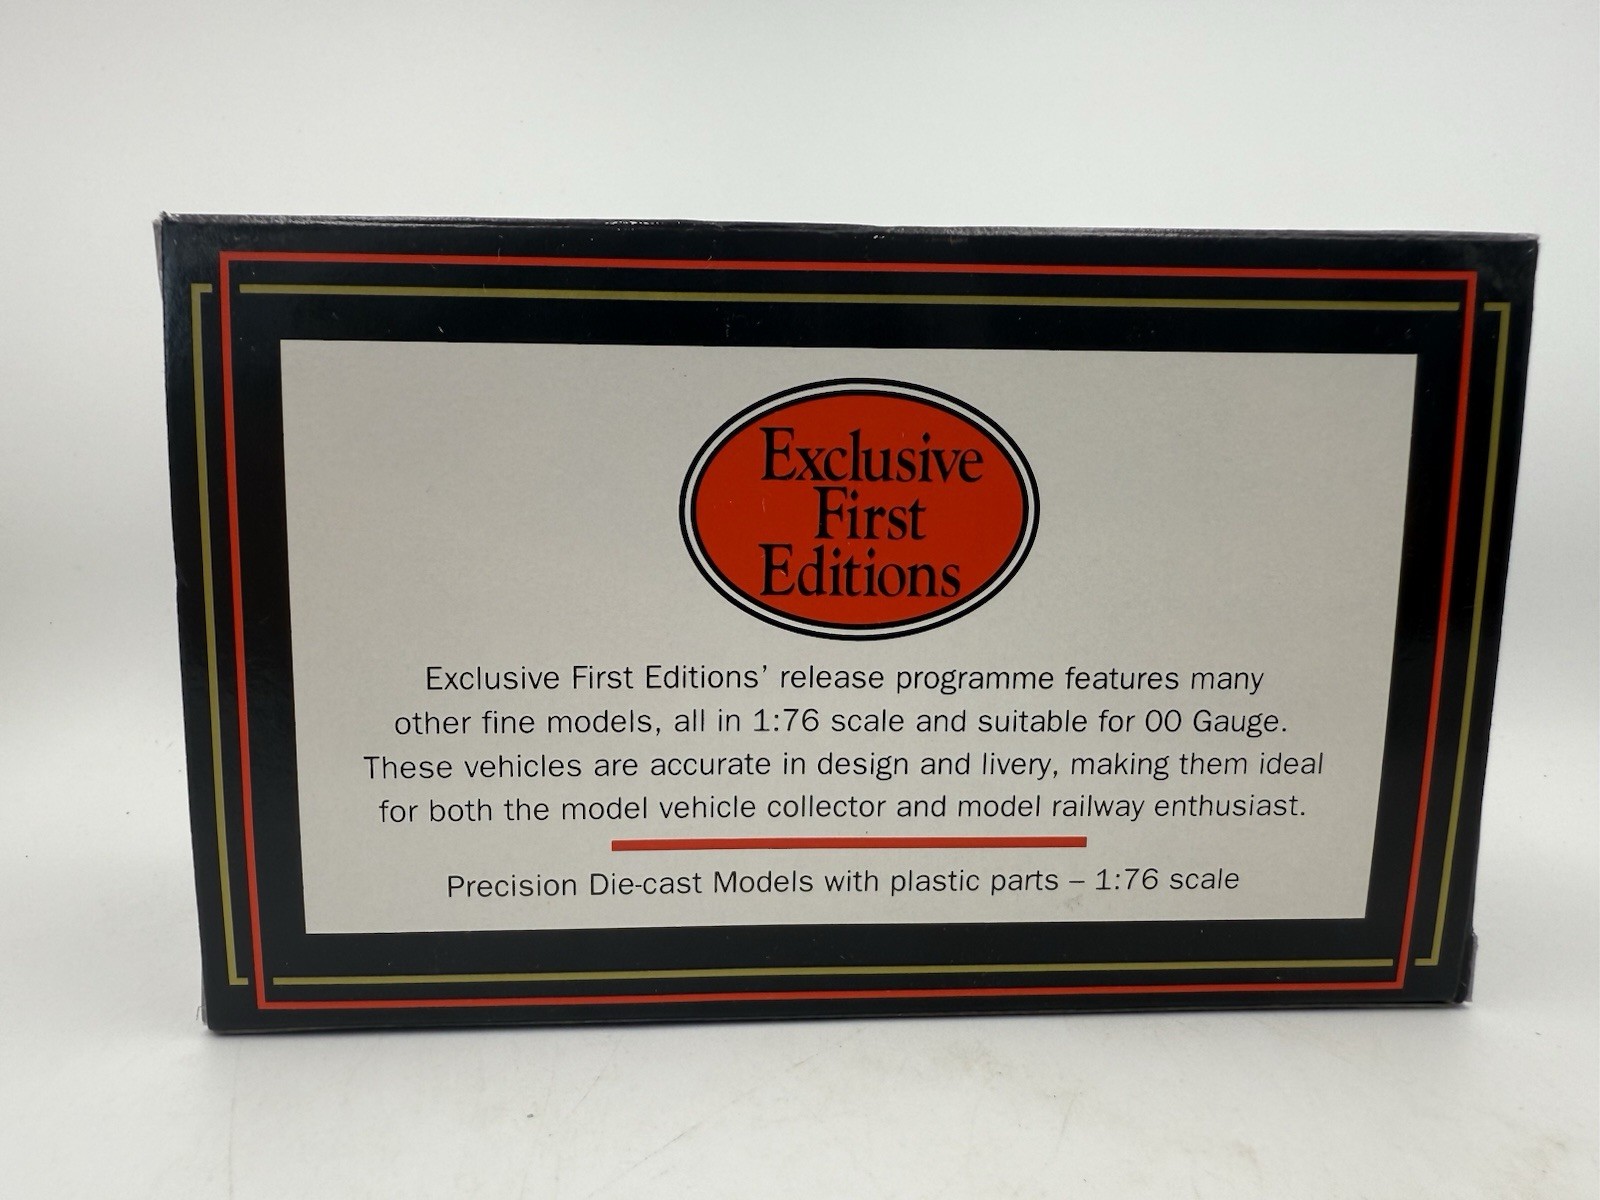 Exclusive
First
Editions
Exclusive First Editions' release programme features many
other fine models, all in 1:76 scale and suitable for 00 Gauge.
These vehicles are accurate in design and livery, making them ideal
for both the model vehicle collector and model railway enthusiast.
Precision Die-cast Models with plastic parts – 1:76 scale